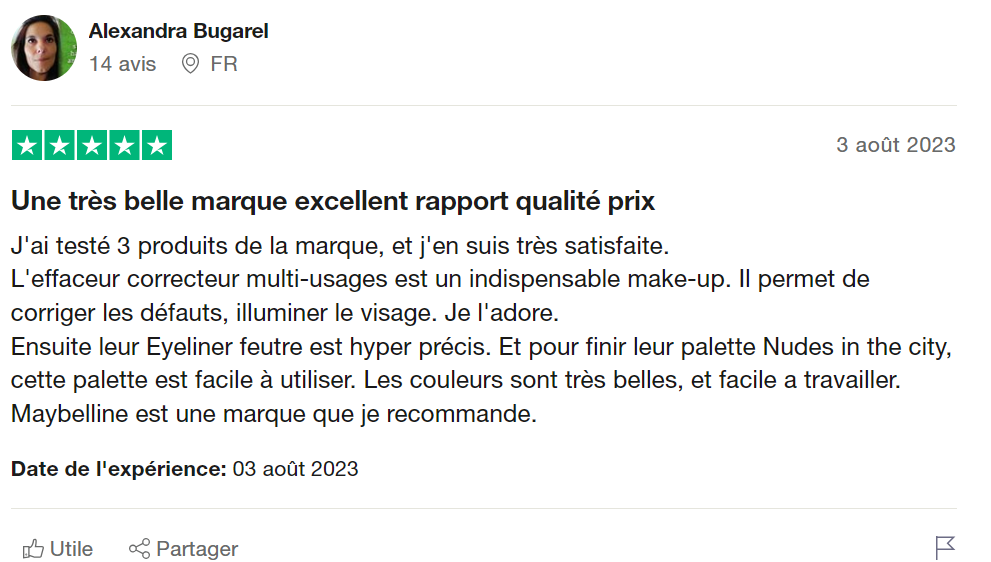 Alexandra Bugarel
14 avis FR
3 août 2023
Une très belle marque excellent rapport qualité prix
J'ai testé 3 produits de la marque, et j'en suis très satisfaite.
L'effaceur correcteur multi-usages est un indispensable make-up. Il permet de
corriger les défauts, illuminer le visage. Je l'adore.
Ensuite leur Eyeliner feutre est hyper précis. Et pour finir leur palette Nudes in the city,
cette palette est facile à utiliser. Les couleurs sont très belles, et facile a travailler.
Maybelline est une marque que je recommande.
Date de l'expérience: 03 août 2023
Utile Partager